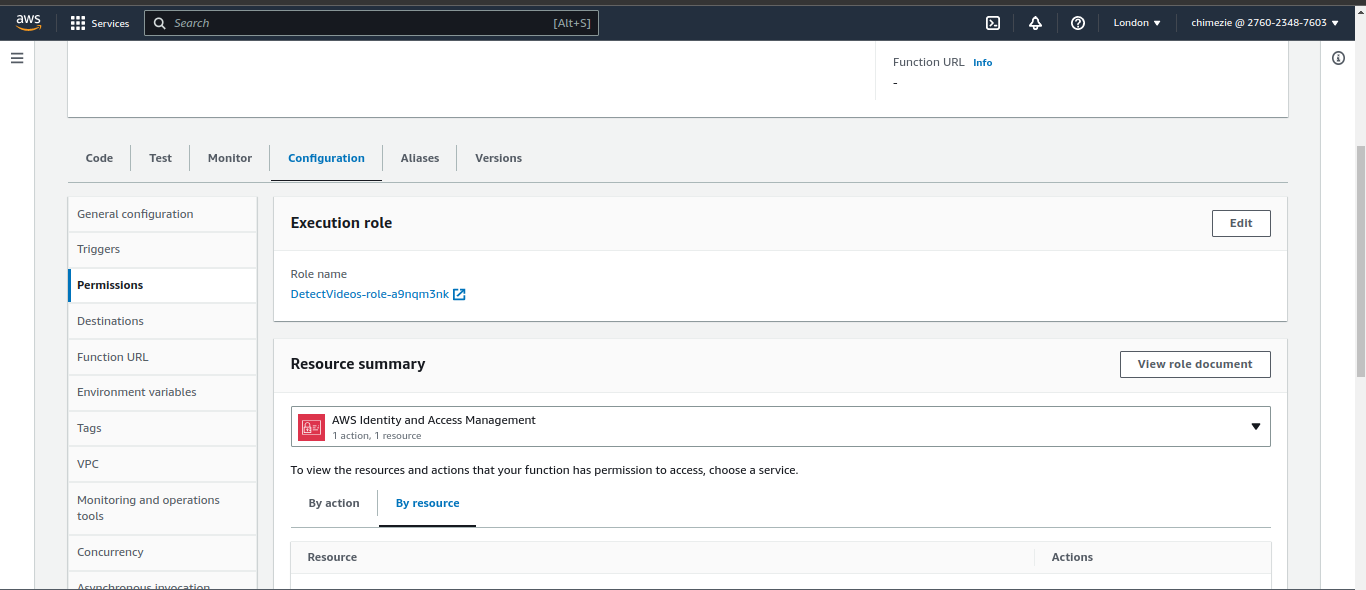 aws
Services
Search
[Alt+S]
London
chimezie @ 2760-2348-7603
Function URL Info
-
Code
Test
Monitor
Configuration
Aliases
Versions
General configuration
Triggers
Permissions
Destinations
Function URL
Environment variables
Tags
VPC
Monitoring and operations
tools
Concurrency
Asynchronous invocation
Execution role
Edit
Role name
DetectVideos-role-a9nqm3nk
Resource summary
View role document
AWS Identity and Access Management
1 action, 1 resource
To view the resources and actions that your function has permission to access, choose a service.
By action
By resource
Resource
Actions